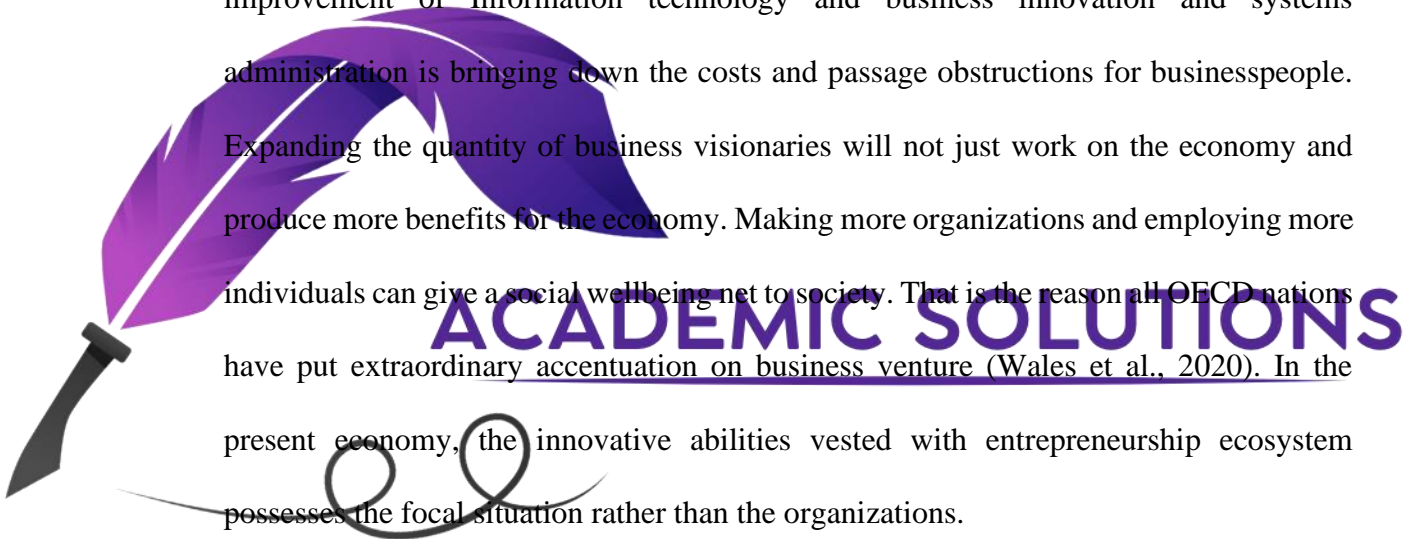 improvement of Information technology and business innovation and systems
administration is bringing down the costs and passage obstructions for businesspeople.
Expanding the quantity of business visionaries will not just work on the economy and
produce more benefits for the economy. Making more organizations and employing more
individuals can give a social wellbeing net to society. That is the reason all OECD nations
ACADEMIC SOLUTIONS
have put extraordinary accentuation on business venture (Wales et al., 2020). In the
present economy, the innovative abilities vested with entrepreneurship ecosystem
possesses the focal situation rather than the organizations.